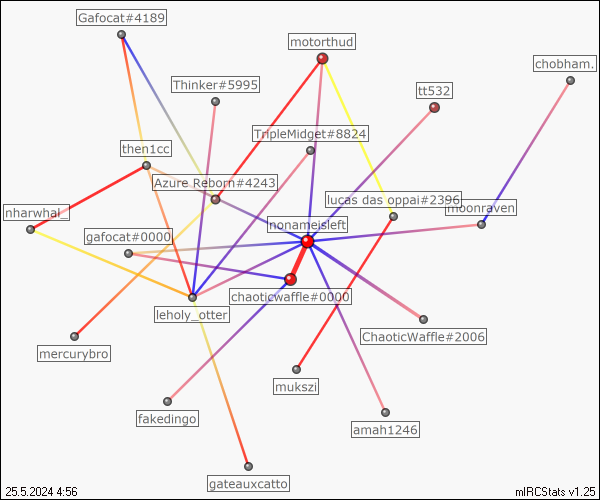 Gafocat#4189
motorthud
chobham.
Thinker#5995
tt532
TripleMidget#8824
then1cc
Azure Reborn#4243
lucas das oppai#2396
moonraven
nharwhal_
nonameisleft
gafocat#0000
chaoticwaffle#0000
leholy_otter
ChaoticWaffle#2006
mercurybro
mukszi
fakedingo
amah1246
gateauxcatto
25.5.2024 4:56
mIRCStats v1.25